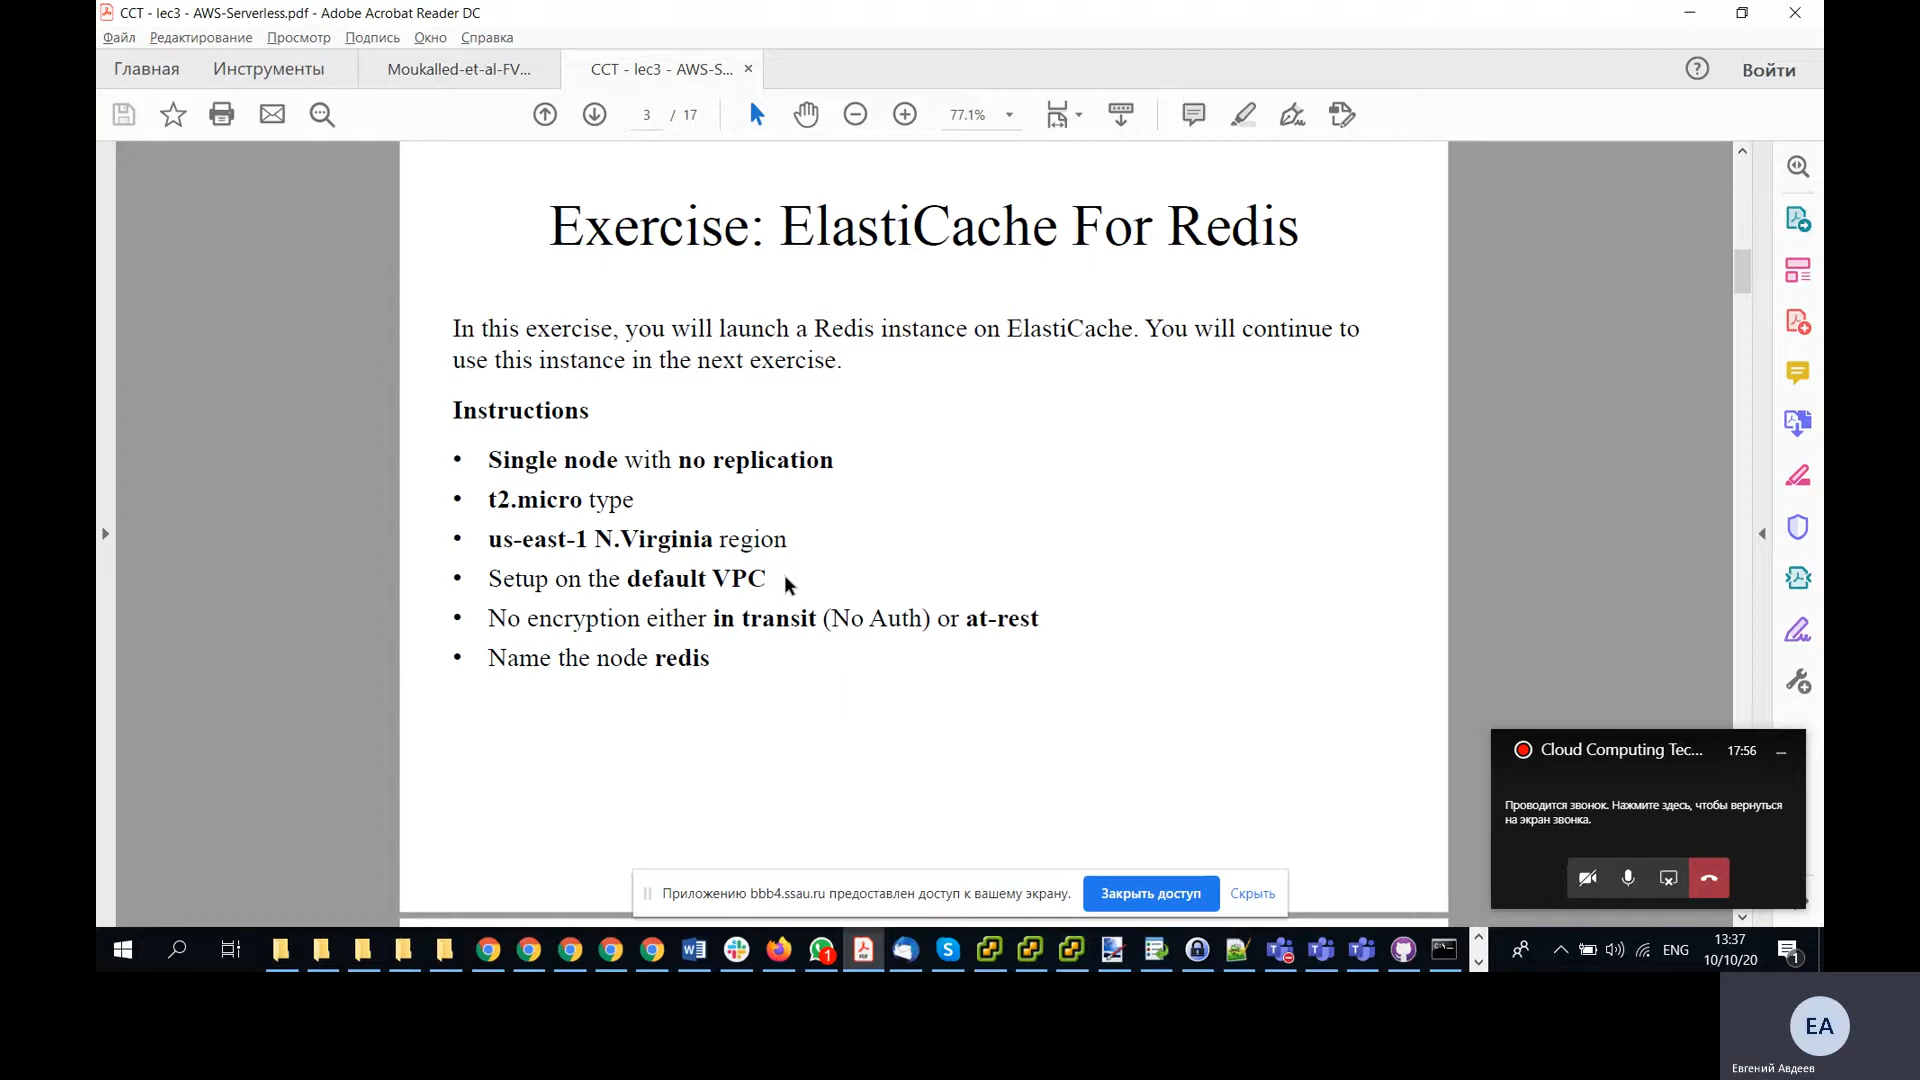 CCT - lec3 - AWS-Serverless.pdf - Adobe Acrobat Reader DC
Файл Редактирование Просмотр Подпись Окно Справка
Главная Инструменты Moukalled-et-al-FV... CCT - lec3 - AWS-S... Войти
3 / 17 77.1%
Exercise: ElastiCache For Redis
In this exercise, you will launch a Redis instance on ElastiCache. You will continue to
use this instance in the next exercise.
Instructions
• Single node with no replication
• t2.micro type
• us-east-1 N.Virginia region
• Setup on the default VPC
• No encryption either in transit (No Auth) or at-rest
• Name the node redis
Cloud Computing Tec... 17:56
Проводится звонок. Нажмите здесь, чтобы вернуться
на экран звонка.
Приложению bbb4.ssau.ru предоставлен доступ к вашему экрану. Закрыть доступ Скрыть
ENG
13:37
10/10/20
1
1
EA
Евгений Авдеев